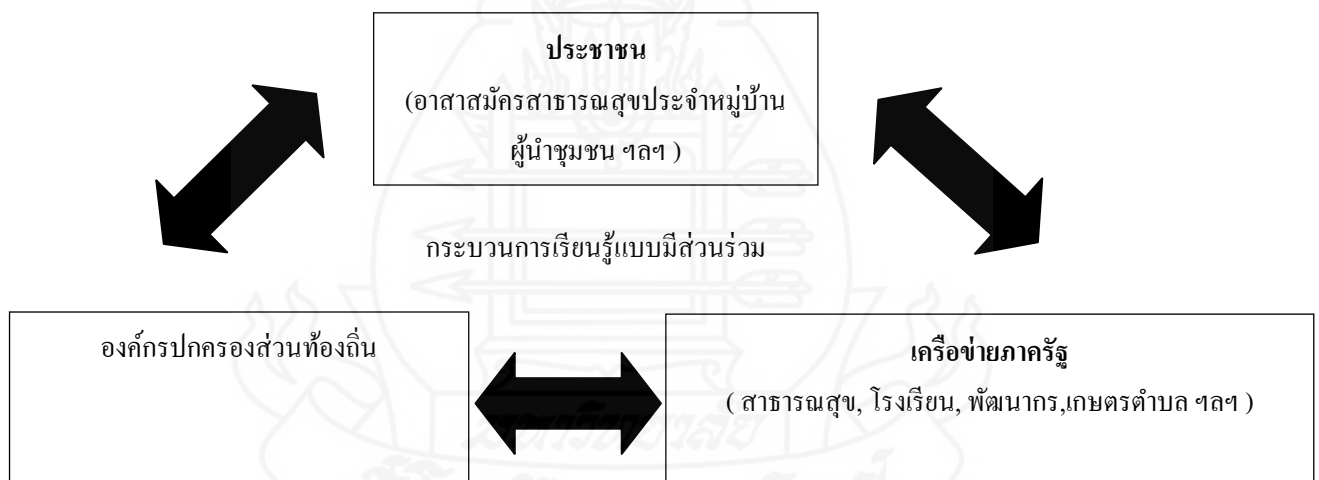 ประชาชน
(อาสาสมัครสาธารณสุขประจำหมู่บ้าน
ผู้นำชุมชน ฯลฯ )
กระบวนการเรียนรู้แบบมีส่วนร่วม
องค์กรปกครองส่วนท้องถิ่น
เครือข่ายภาครัฐ
( สาธารณสุข, โรงเรียน, พัฒนากร,เกษตรตำบล ฯลฯ )